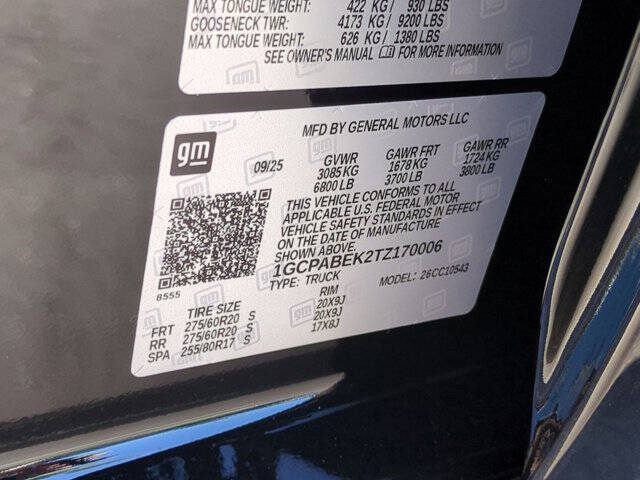 MAX TONGUE WEIGHT: 422 KG/ 930 LBS
GOOSENECK TWR: 4173 KG/ 9200 LBS
MAX TONGUE WEIGHT: 626 KG/ 1380 LBS
SEE OWNER'S MANUAL FOR MORE INFORMATION
gm
MFD BY GENERAL MOTORS LLC
09/25 GVWR GAWR FRT GAWR RR
3085 KG 1678 KG 1724 KG
6800 LB 3700 LB 3800 LB
THIS VEHICLE CONFORMS TO ALL
APPLICABLE U.S. FEDERAL MOTOR
VEHICLE SAFETY STANDARDS IN EFFECT
ON THE DATE OF MANUFACTURE
SHOWN ABOVE.
1GCPABEK2TZ170006
TYPE: TRUCK MODEL: 26CC10543
8555
TIRE SIZE RIM
FRT 275/60R20 S 20X9J
RR 275/60R20 S 20X9J
SPA 255/80R17 S 17X8J